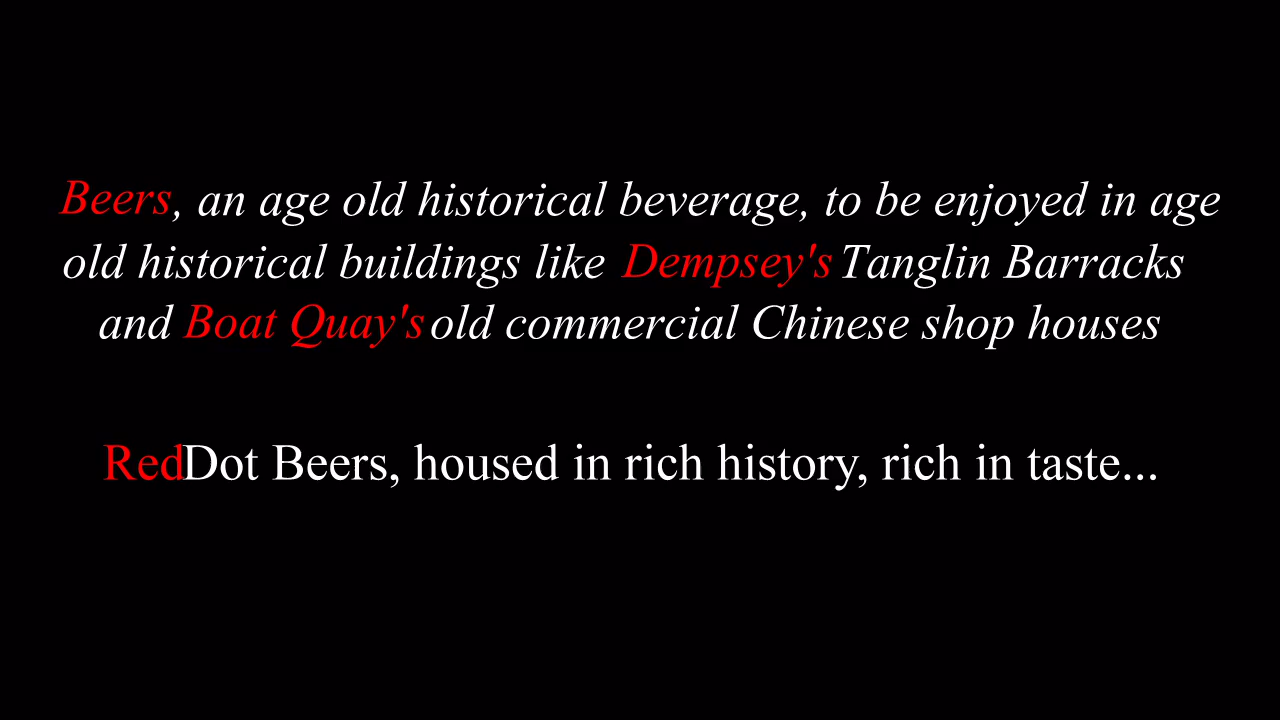 Beers, an age old historical beverage, to be enjoyed in age
old historical buildings like Dempsey's Tanglin Barracks
and Boat Quay's old commercial Chinese shop houses
RedDot Beers, housed in rich history, rich in taste...